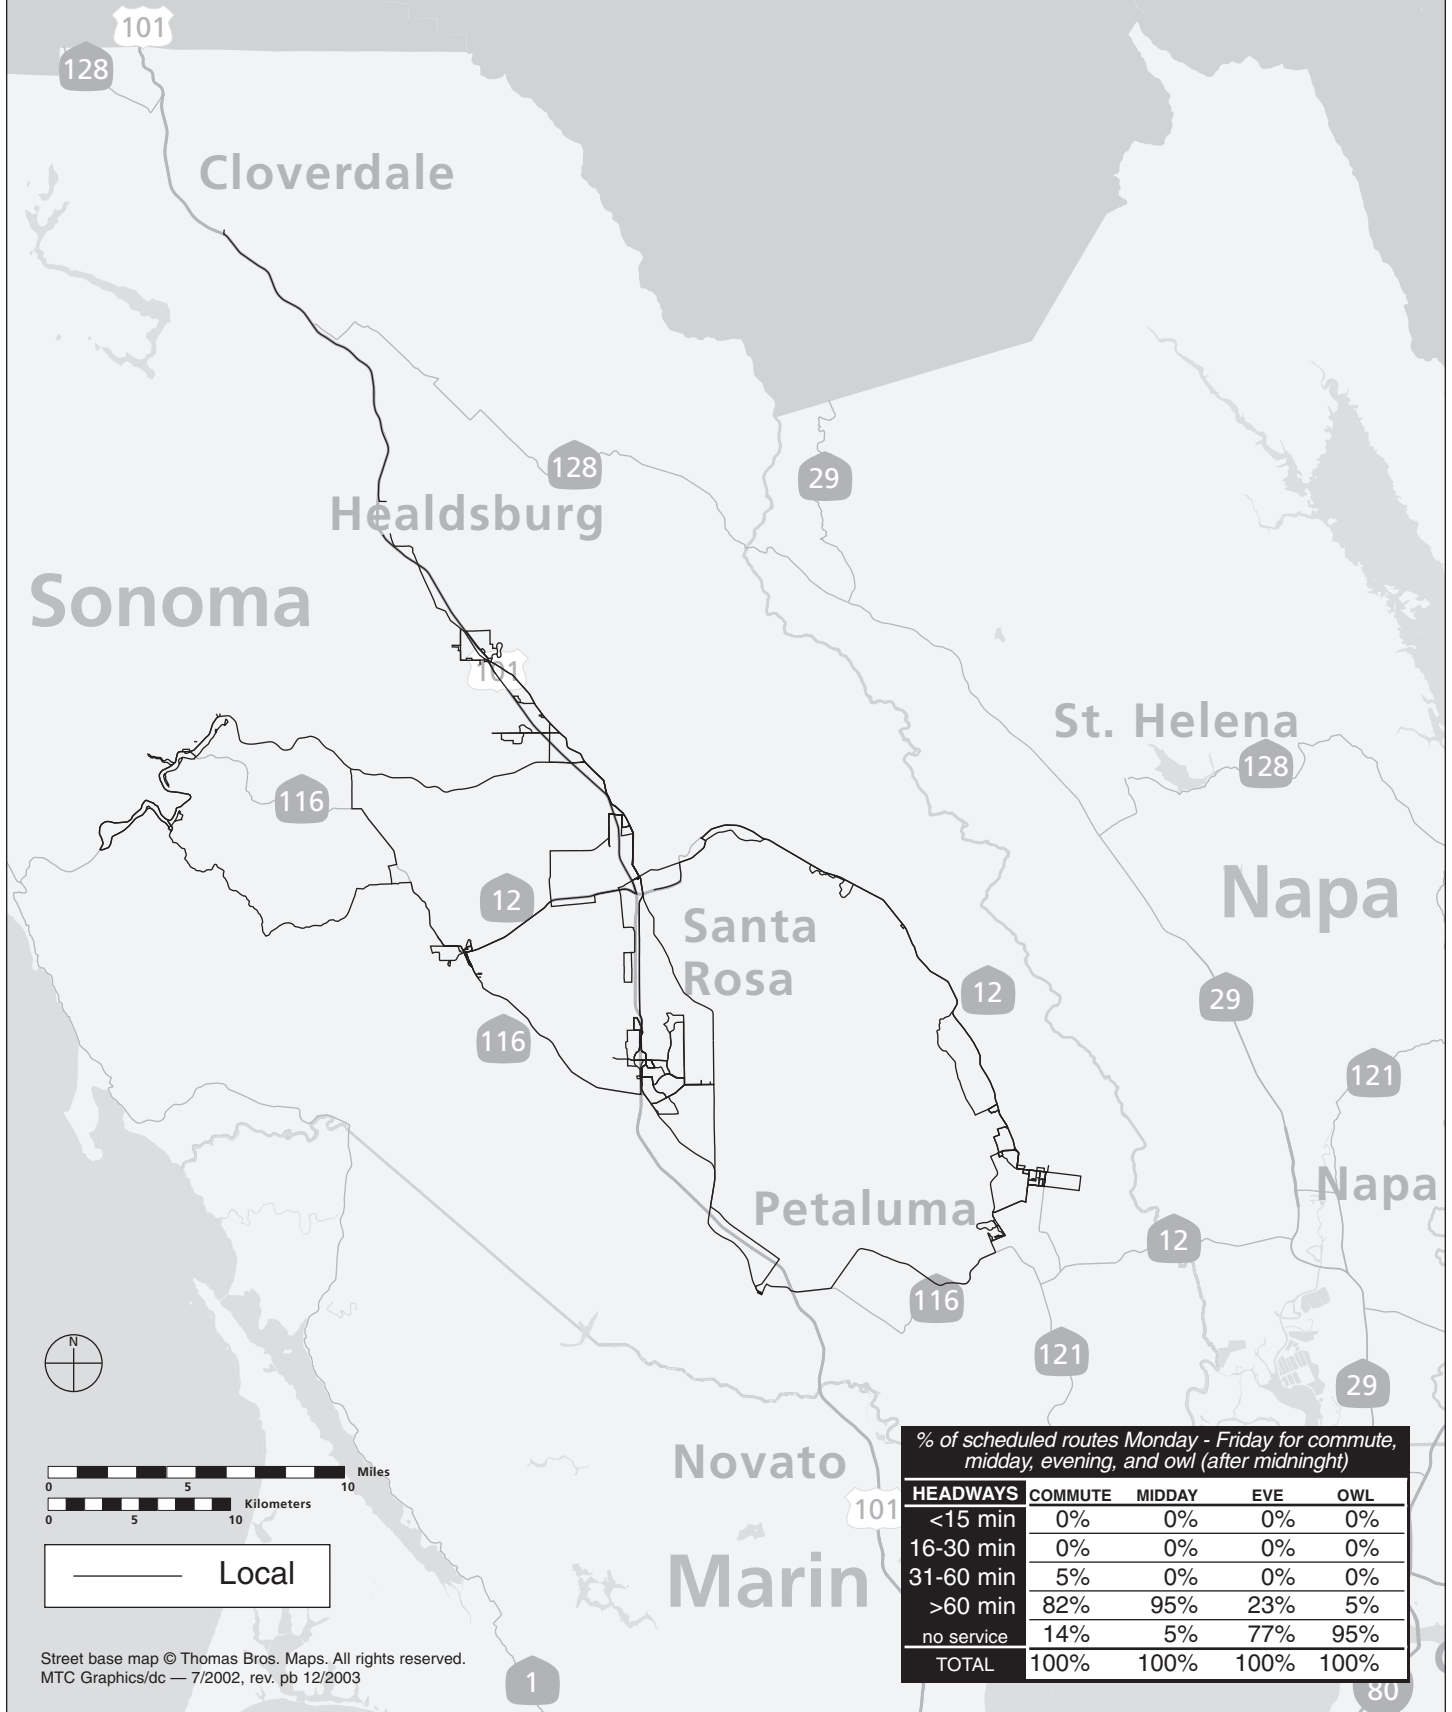 101
128
Cloverdale
128
29
Healdsburg
Sonoma
101
St. Helena
128
116
Napa
12
Santa
Rosa
12
29
116
121
Napa
Petaluma
12
116
121
N
29
Novato
Miles
0 5 10
Kilometers
0 5 10
101
Marin
Local
% of scheduled routes Monday - Friday for commute,
midday, evening, and owl (after midninght)
HEADWAYS COMMUTE MIDDAY EVE OWL
<15 min 0% 0% 0% 0%
16-30 min 0% 0% 0% 0%
31-60 min 5% 0% 0% 0%
>60 min 82% 95% 23% 5%
no service 14% 5% 77% 95%
TOTAL 100% 100% 100% 100%
Street base map © Thomas Bros. Maps. All rights reserved.
MTC Graphics/dc — 7/2002, rev. pb 12/2003
1
80